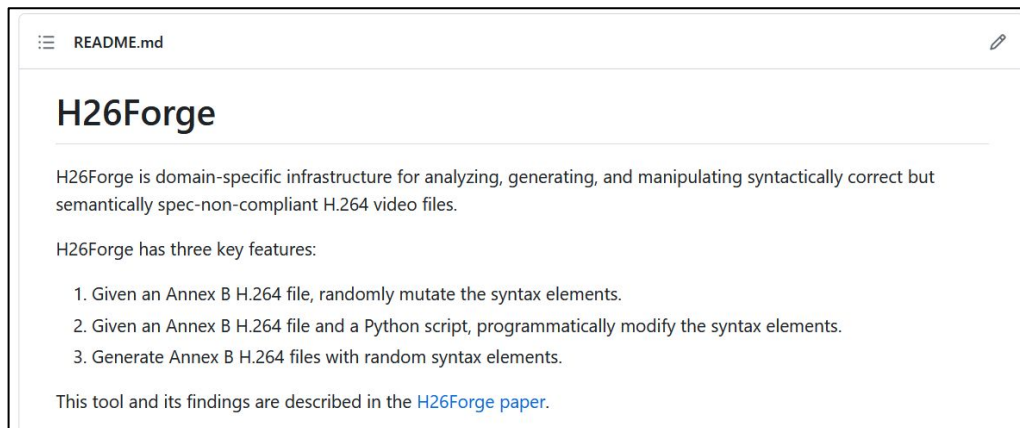 README.md
H26Forge
H26Forge is domain-specific infrastructure for analyzing, generating, and manipulating syntactically correct but
semantically spec-non-compliant H.264 video files.
H26Forge has three key features:
1. Given an Annex B H.264 file, randomly mutate the syntax elements.
2. Given an Annex B H.264 file and a Python script, programmatically modify the syntax elements.
3. Generate Annex B H.264 files with random syntax elements.
This tool and its findings are described in the H26Forge paper.